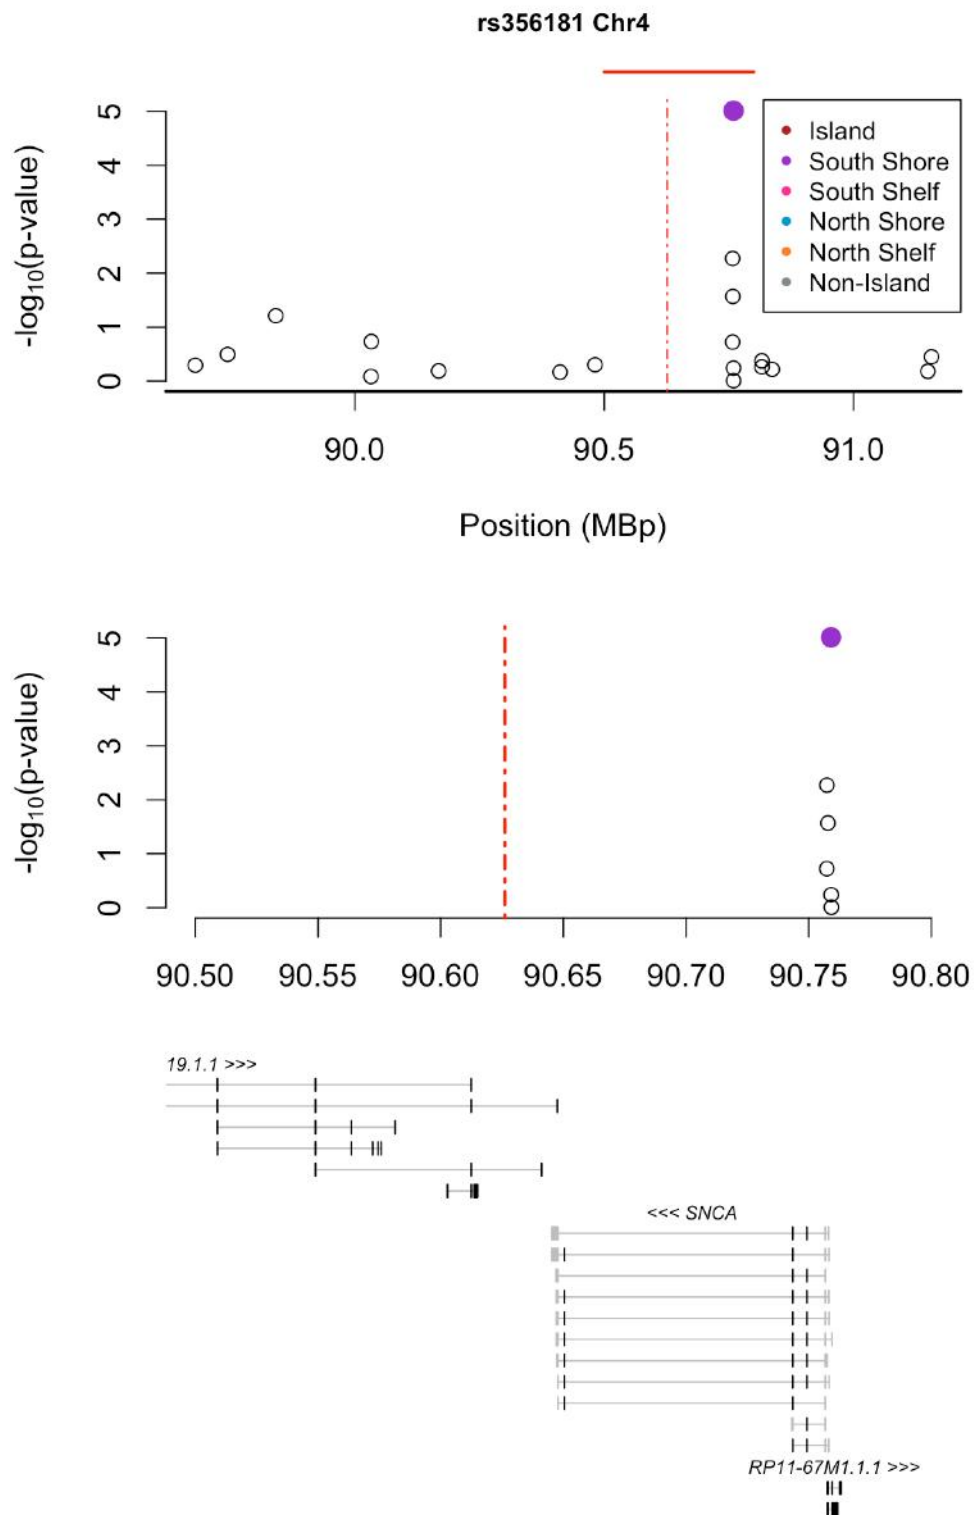 rs356181 Chr4
5
4
3
2
1
0
-log10(p-value)
Island
South Shore
South Shelf
North Shore
North Shelf
Non-Island
90.0 90.5 91.0
Position (MBp)
5
4
3
2
1
0
-log10(p-value)
90.50 90.55 90.60 90.65 90.70 90.75 90.80
19.1.1 >>>
<<< SNCA
RP11-67M1.1.1 >>>